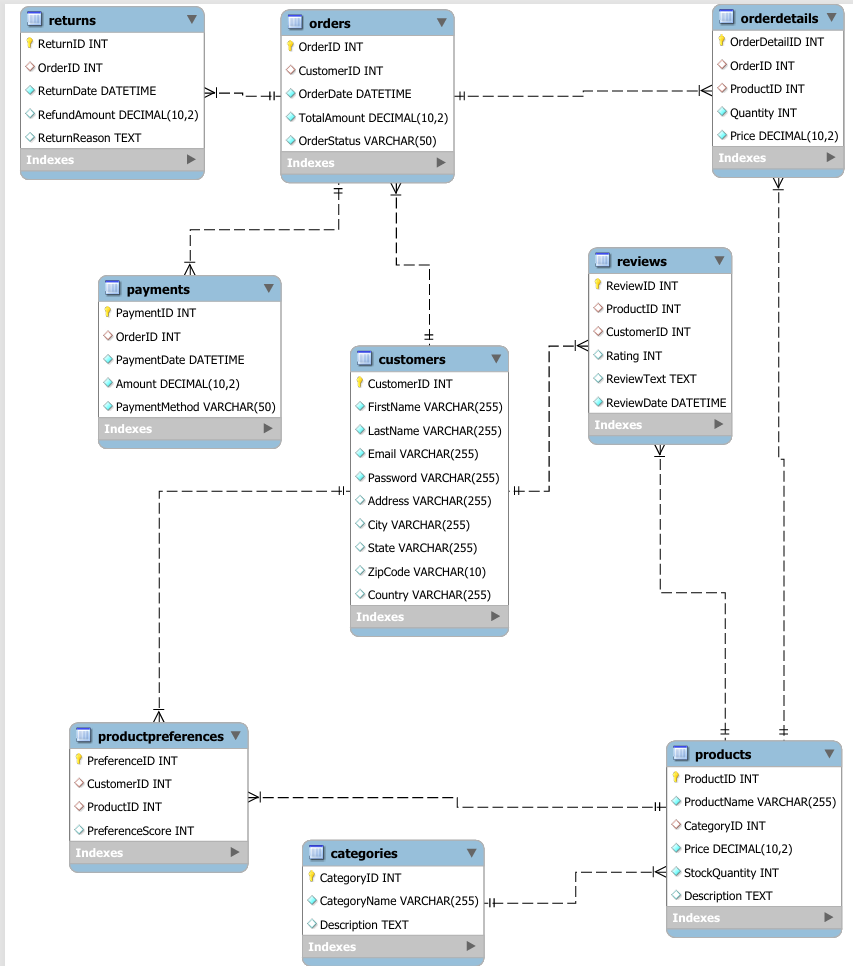 returns
ReturnID INT
OrderID INT
ReturnDate DATETIME
RefundAmount DECIMAL(10,2)
ReturnReason TEXT
Indexes
orders
OrderID INT
CustomerID INT
OrderDate DATETIME
TotalAmount DECIMAL(10,2)
OrderStatus VARCHAR(50)
Indexes
orderdetails
OrderDetailID INT
OrderID INT
ProductID INT
Quantity INT
Price DECIMAL(10,2)
Indexes
payments
PaymentID INT
OrderID INT
PaymentDate DATETIME
Amount DECIMAL(10,2)
PaymentMethod VARCHAR(50)
Indexes
customers
CustomerID INT
FirstName VARCHAR(255)
LastName VARCHAR(255)
Email VARCHAR(255)
Password VARCHAR(255)
Address VARCHAR(255)
City VARCHAR(255)
State VARCHAR(255)
ZipCode VARCHAR(10)
Country VARCHAR(255)
Indexes
reviews
ReviewID INT
ProductID INT
CustomerID INT
Rating INT
ReviewText TEXT
ReviewDate DATETIME
Indexes
productpreferences
PreferenceID INT
CustomerID INT
ProductID INT
PreferenceScore INT
Indexes
categories
CategoryID INT
CategoryName VARCHAR(255)
Description TEXT
Indexes
products
ProductID INT
ProductName VARCHAR(255)
CategoryID INT
Price DECIMAL(10,2)
StockQuantity INT
Description TEXT
Indexes